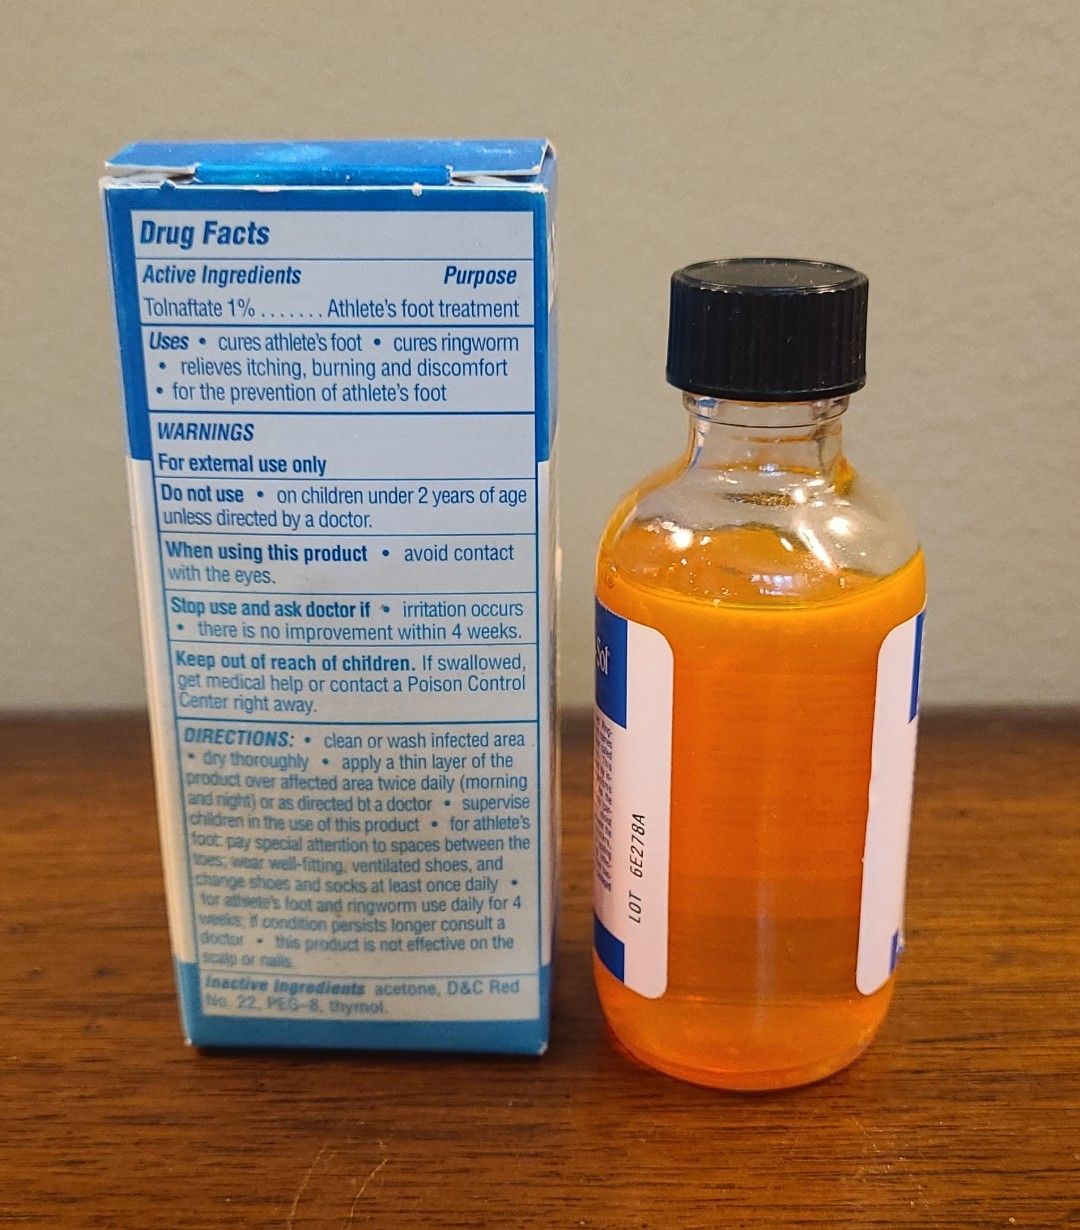 Drug Facts
Active Ingredients Purpose
Tolnaftate 1% ....... Athlete's foot treatment
Uses • cures athlete's foot • cures ringworm
• relieves itching, burning and discomfort
• for the prevention of athlete's foot
WARNINGS
For external use only
Do not use • on children under 2 years of age
unless directed by a doctor.
When using this product • avoid contact
with the eyes.
Stop use and ask doctor if • irritation occurs
• there is no improvement within 4 weeks.
Keep out of reach of children. If swallowed,
get medical help or contact a Poison Control
Center right away.
DIRECTIONS: • clean or wash infected area
• dry thoroughly • apply a thin layer of the
product over affected area twice daily (morning
and night) or as directed bt a doctor • supervise
children in the use of this product • for athlete's
foot: pay special attention to spaces between the
toes; wear well-fitting, ventilated shoes, and
change shoes and socks at least once daily •
for athlete's foot and ringworm use daily for 4
weeks; if condition persists longer consult a
doctor • this product is not effective on the
scalp or nails.
Inactive Ingredients acetone, D&C Red
No. 22, PEG-8, thymol.
LOT 6E278A